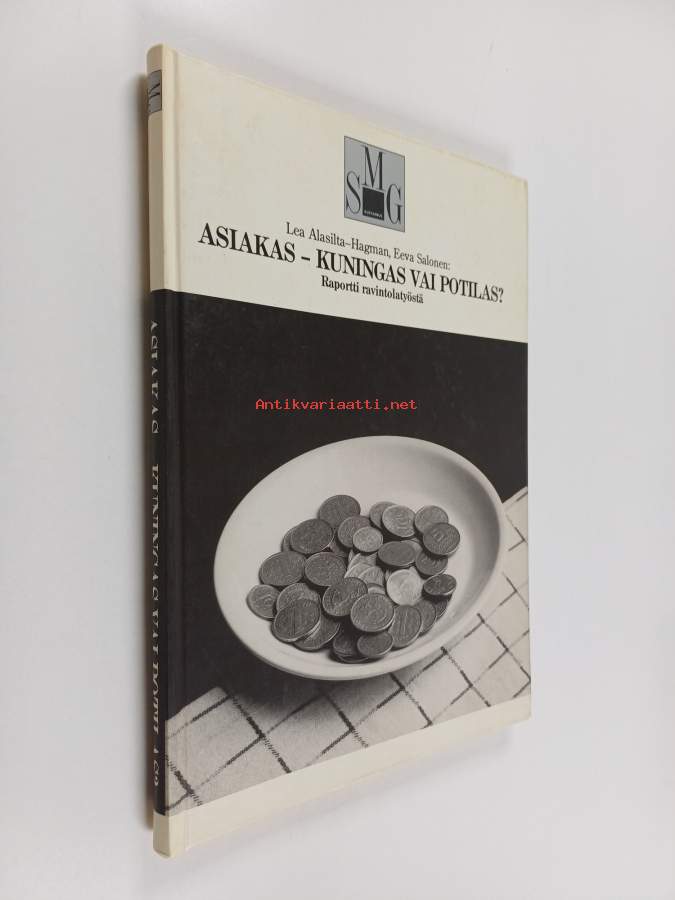 M
S G
Lea Alasilta-Hagman, Eeva Salonen:
ASIAKAS – KUNINGAS VAI POTILAS?
Raportti ravintolatyöstä
Antikvariaatti.net
M
G
ASIAKAS – KUNINGAS VAI POTILAS?